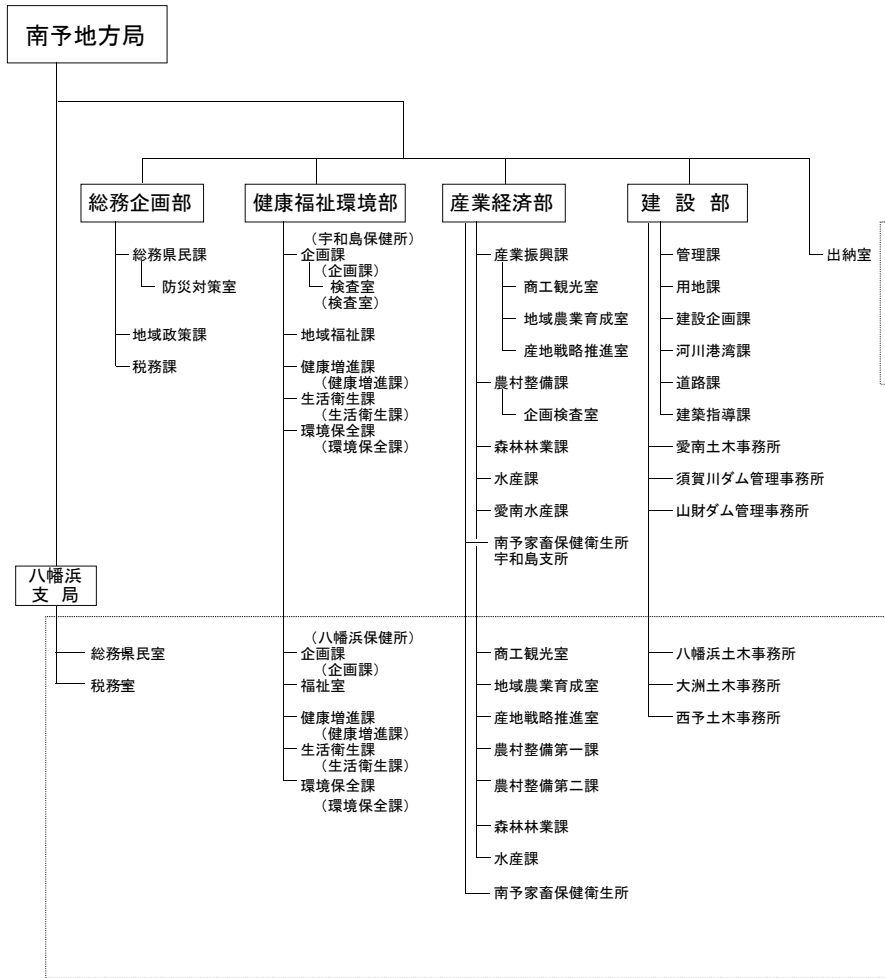 南予地方局
総務企画部
総務県民課
防災対策室
地域政策課
税務課
健康福祉環境部
(宇和島保健所)
企画課
(企画課)
検査室
(検査室)
地域福祉課
健康増進課
(健康増進課)
生活衛生課
(生活衛生課)
環境保全課
(環境保全課)
産業経済部
産業振興課
商工観光室
地域農業育成室
産地戦略推進室
農村整備課
企画検査室
森林林業課
水産課
愛南水産課
南予家畜保健衛生所
宇和島支所
建 設 部
管理課
用地課
建設企画課
河川港湾課
道路課
建築指導課
愛南土木事務所
須賀川ダム管理事務所
山財ダム管理事務所
出納室
八幡浜
支 局
総務県民室
税務室
(八幡浜保健所)
企画課
(企画課)
福祉室
健康増進課
(健康増進課)
生活衛生課
(生活衛生課)
環境保全課
(環境保全課)
商工観光室
地域農業育成室
産地戦略推進室
農村整備第一課
農村整備第二課
森林林業課
水産課
南予家畜保健衛生所
八幡浜土木事務所
大洲土木事務所
西予土木事務所